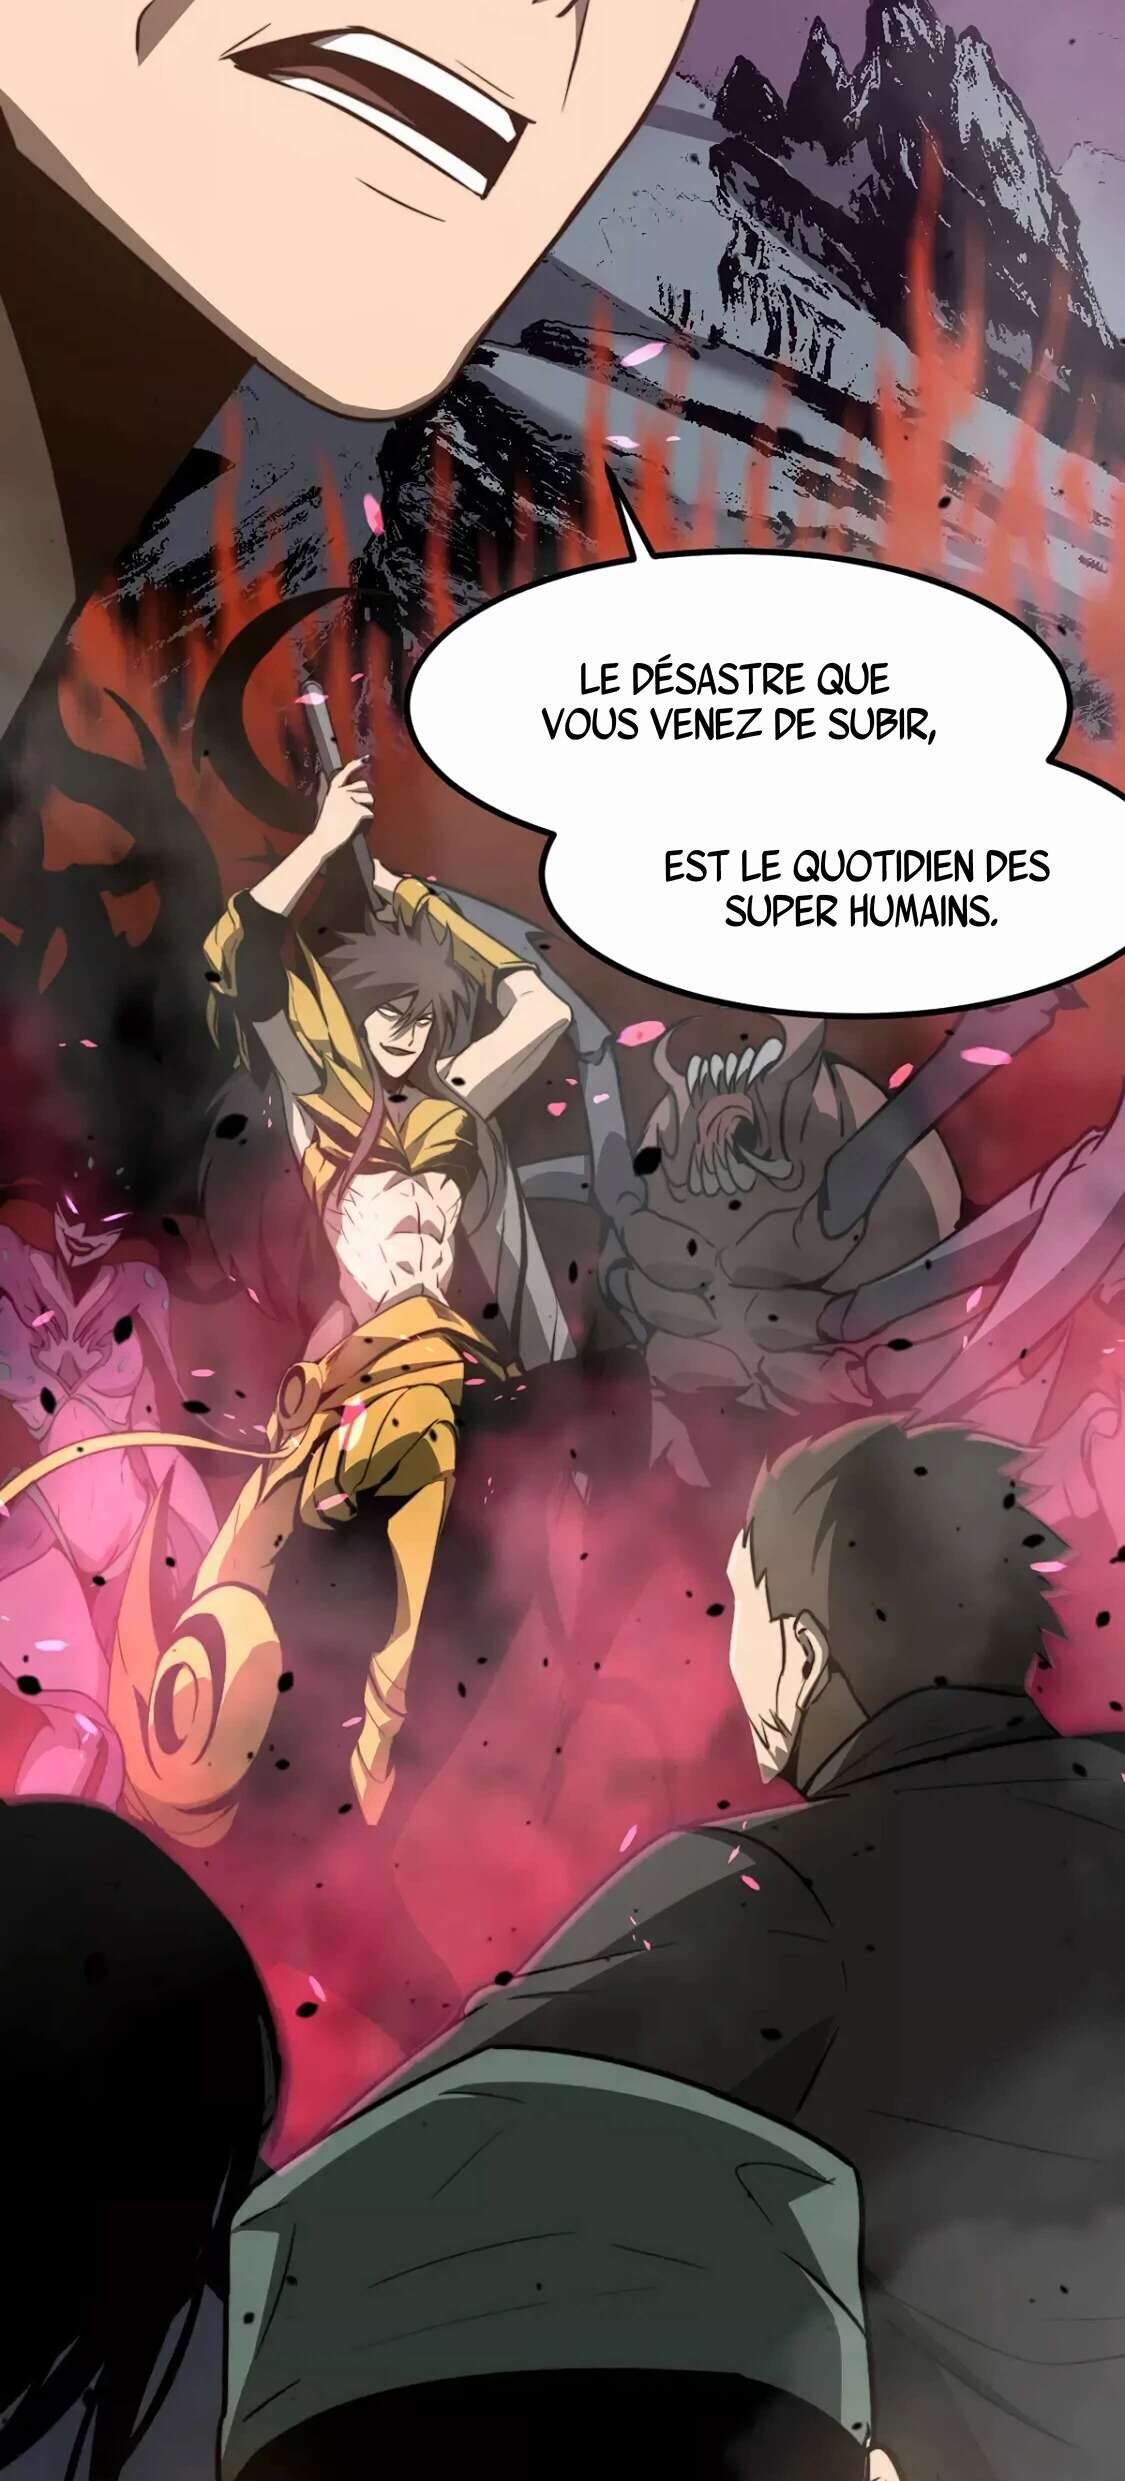 LE DÉSASTRE QUE
VOUS VENEZ DE SUBIR,
EST LE QUOTIDIEN DES
SUPER HUMAINS.